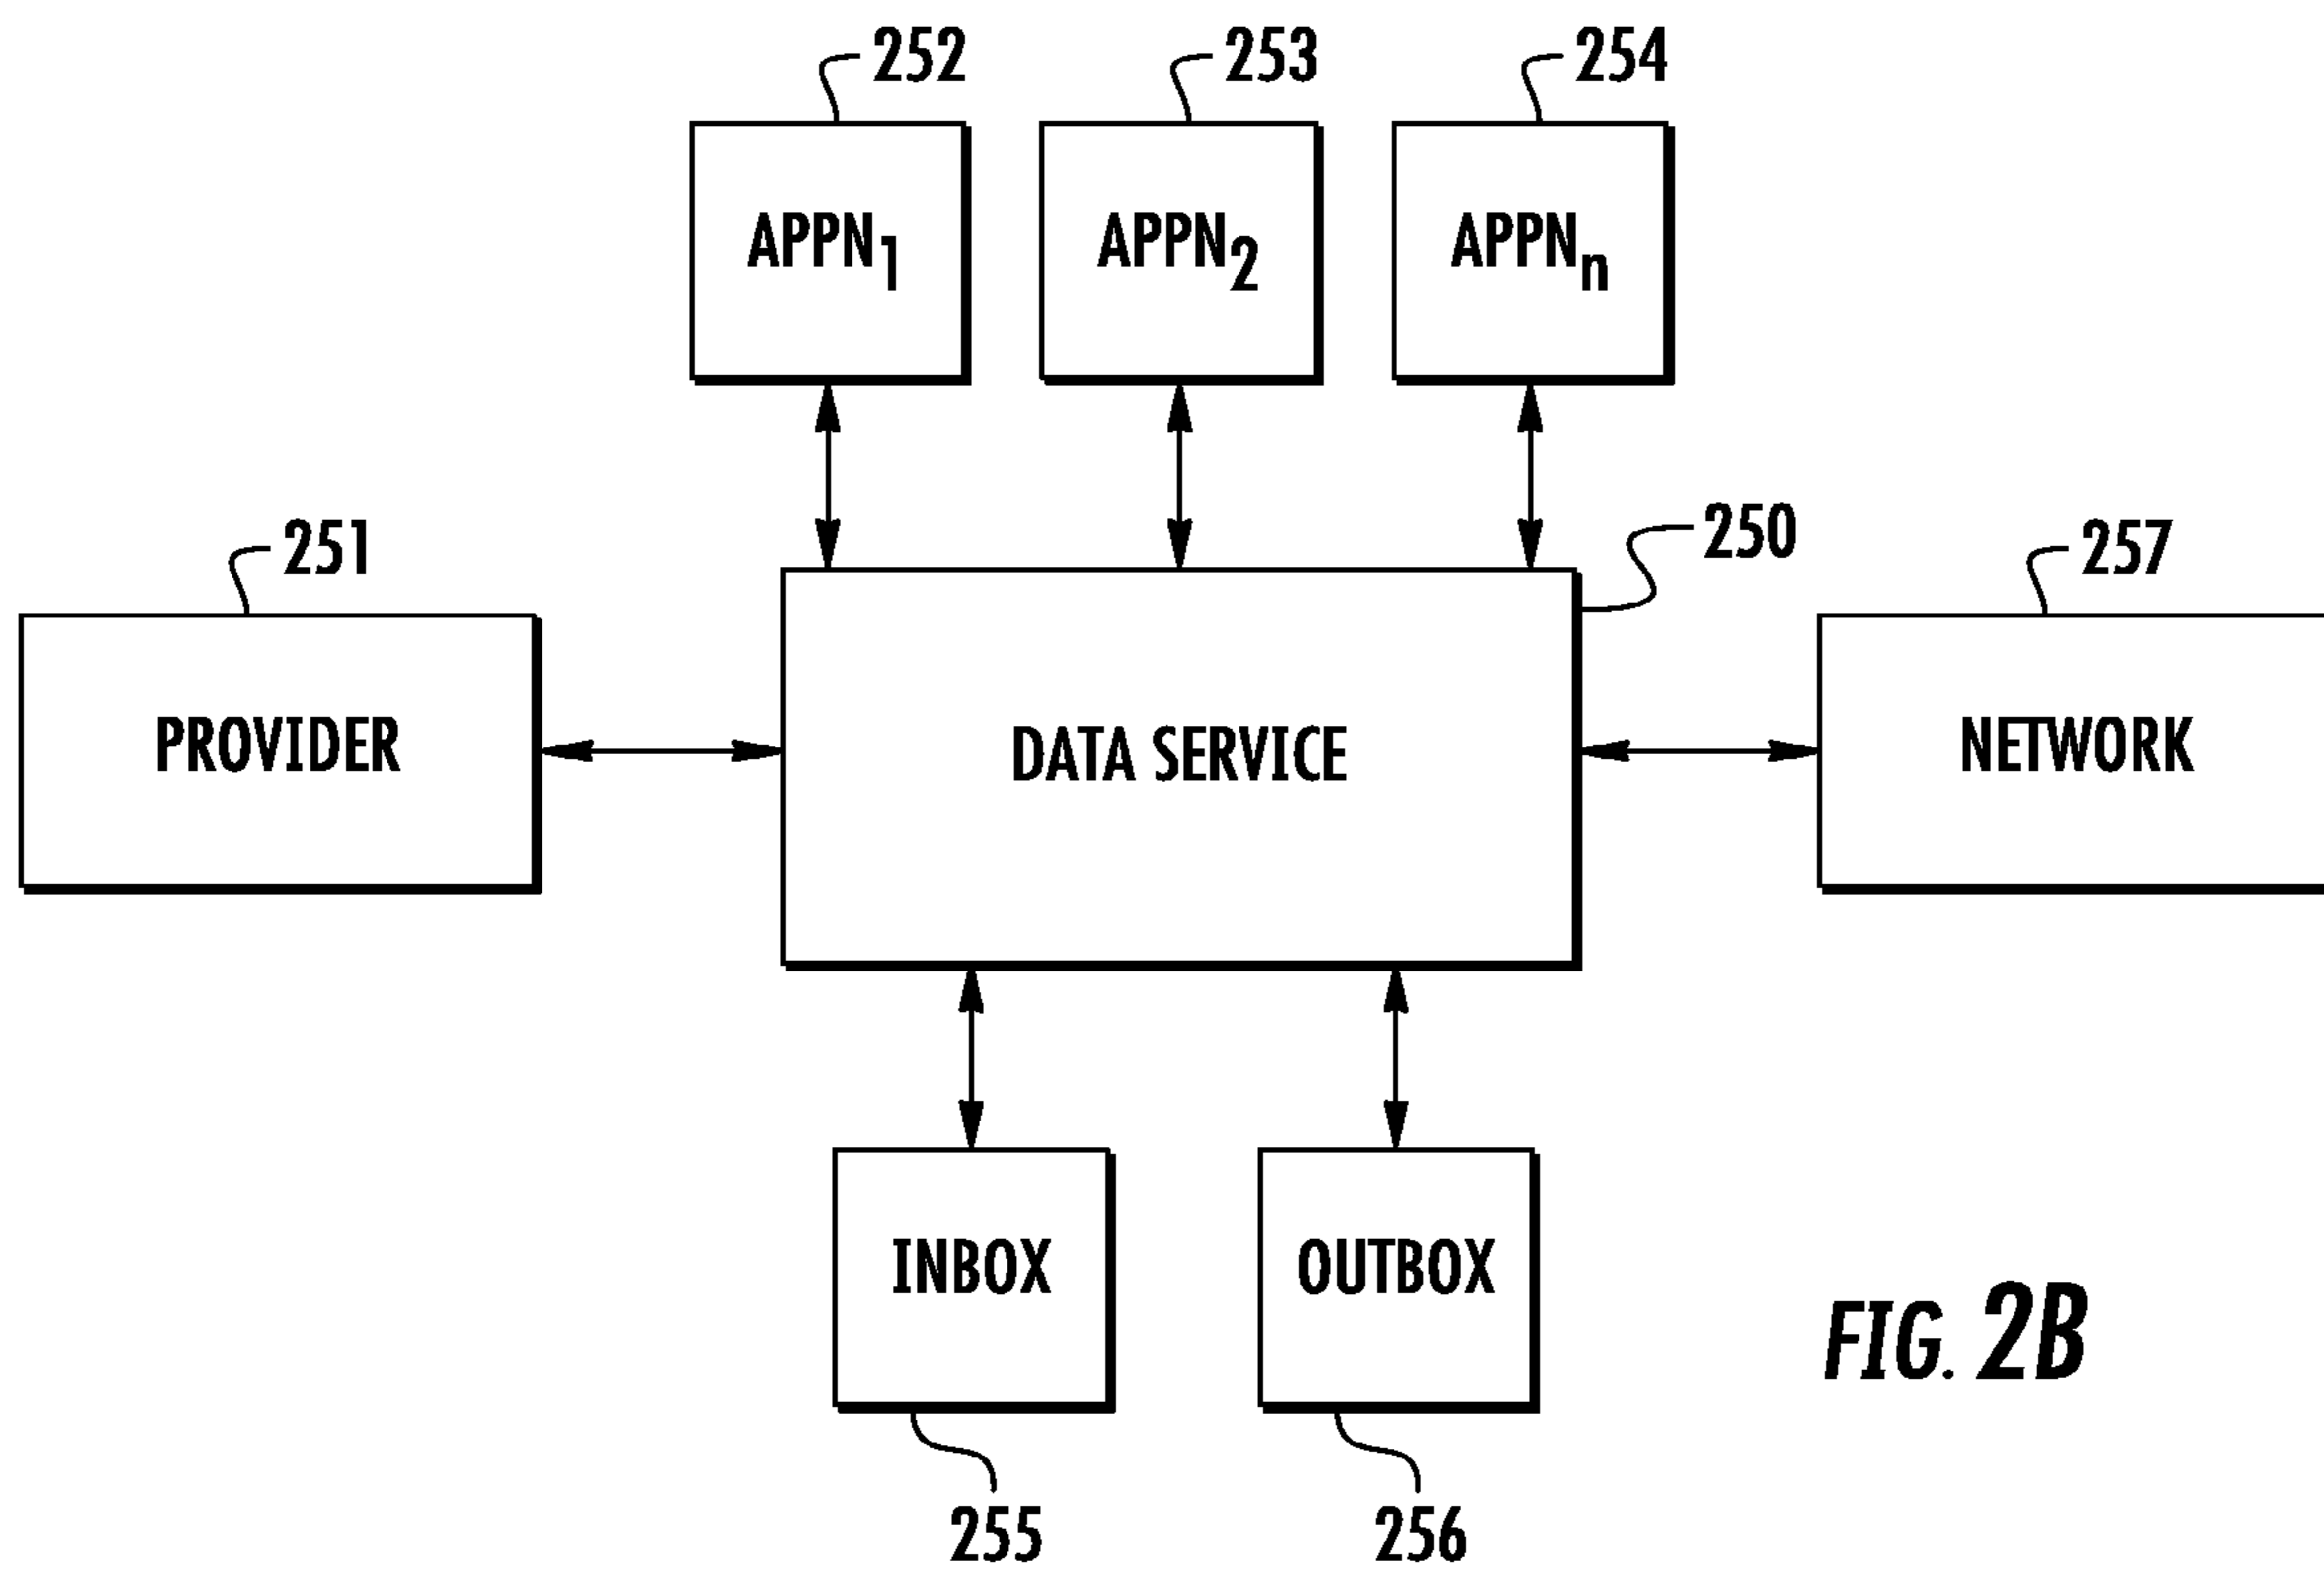 252
253
254
APPN1
APPN2
APPNn
250
251
257
PROVIDER
DATA SERVICE
NETWORK
INBOX
OUTBOX
FIG. 2B
255
256